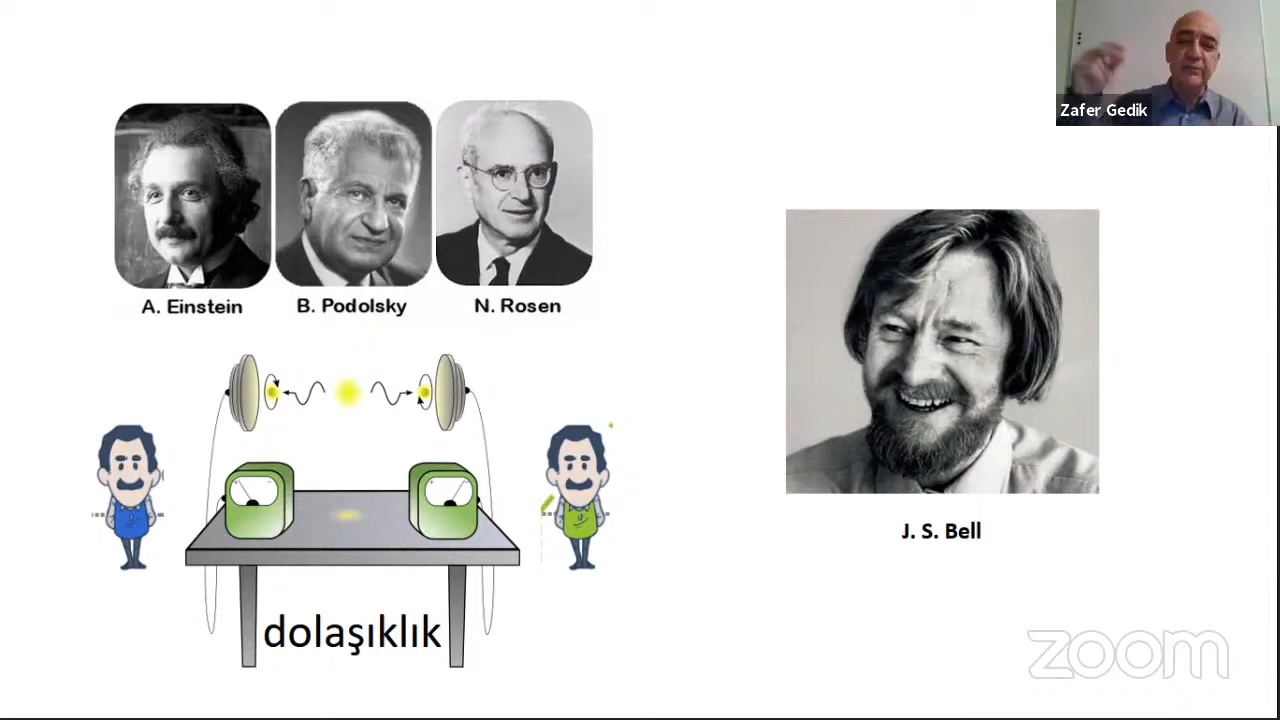 Zafer Gedik
A. Einstein
B. Podolsky
N. Rosen
J. S. Bell
dolaşıklık
zoom